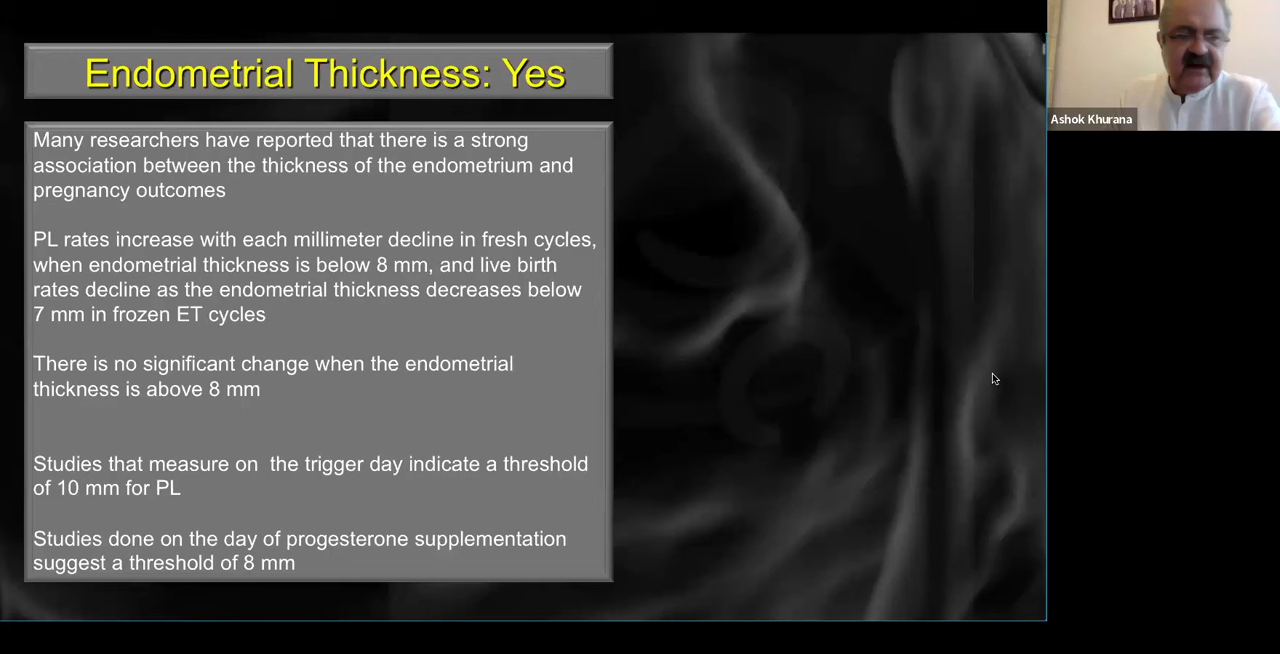 Endometrial Thickness: Yes
Many researchers have reported that there is a strong
association between the thickness of the endometrium and
pregnancy outcomes
PL rates increase with each millimeter decline in fresh cycles,
when endometrial thickness is below 8 mm, and live birth
rates decline as the endometrial thickness decreases below
7 mm in frozen ET cycles
There is no significant change when the endometrial
thickness is above 8 mm
Studies that measure on  the trigger day indicate a threshold
of 10 mm for PL
Studies done on the day of progesterone supplementation
suggest a threshold of 8 mm
Ashok Khurana